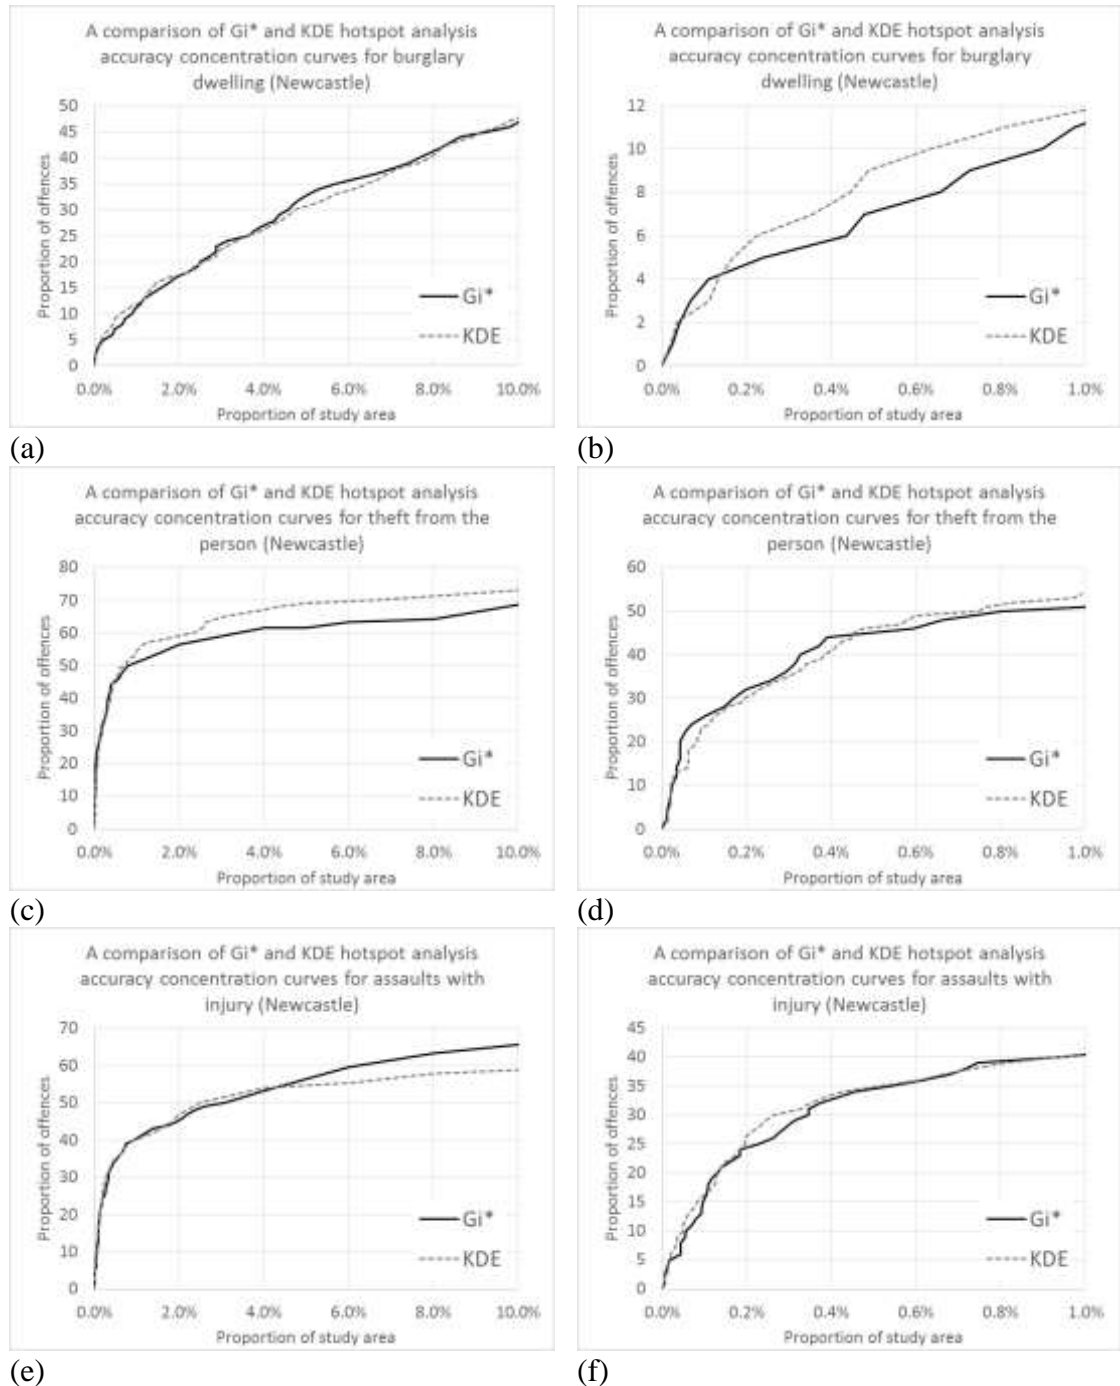 A comparison of Gi* and KDE hotspot analysis
accuracy concentration curves for burglary
dwelling (Newcastle)
Proportion of offences
50
45
40
35
30
25
20
15
10
5
0
Gi*
KDE
0.0%
2.0%
4.0%
6.0%
8.0%
10.0%
Proportion of study area
(a)
A comparison of Gi* and KDE hotspot analysis
accuracy concentration curves for burglary
dwelling (Newcastle)
Proportion of offences
12
10
8
6
4
2
0
Gi*
KDE
0.0%
0.2%
0.4%
0.6%
0.8%
1.0%
Proportion of study area
(b)
A comparison of Gi* and KDE hotspot analysis
accuracy concentration curves for theft from the
person (Newcastle)
Proportion of offences
80
70
60
50
40
30
20
10
0
Gi*
KDE
0.0%
2.0%
4.0%
6.0%
8.0%
10.0%
Proportion of study area
(c)
A comparison of Gi* and KDE hotspot analysis
accuracy concentration curves for theft from the
person (Newcastle)
Proportion of offences
60
50
40
30
20
10
0
Gi*
KDE
0.0%
0.2%
0.4%
0.6%
0.8%
1.0%
Proportion of study area
(d)
A comparison of Gi* and KDE hotspot analysis
accuracy concentration curves for assaults with
injury (Newcastle)
Proportion of offences
70
60
50
40
30
20
10
0
Gi*
KDE
0.0%
2.0%
4.0%
6.0%
8.0%
10.0%
Proportion of study area
(e)
A comparison of Gi* and KDE hotspot analysis
accuracy concentration curves for assaults with
injury (Newcastle)
Proportion of offences
45
40
35
30
25
20
15
10
5
0
Gi*
KDE
0.0%
0.2%
0.4%
0.6%
0.8%
1.0%
Proportion of study area
(f)